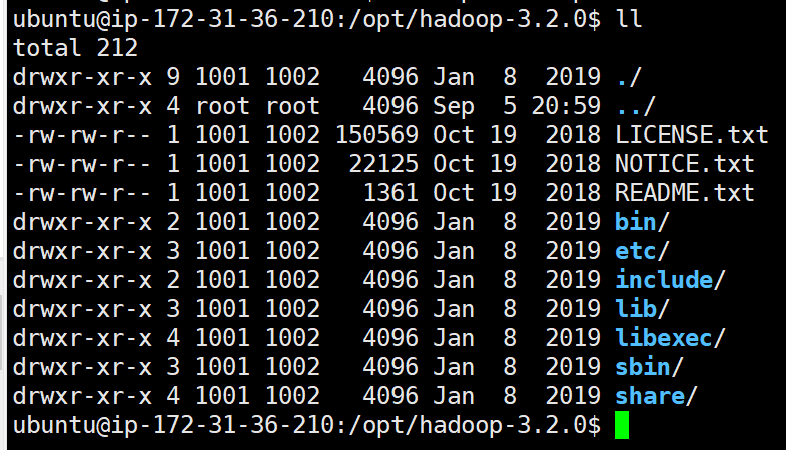 ubuntu@ip-172-31-36-210:/opt/hadoop-3.2.0$ ll
total 212
drwxr-xr-x 9 1001 1002   4096 Jan  8  2019 ./
drwxr-xr-x 4 root root   4096 Sep  5 20:59 ../
-rw-rw-r-- 1 1001 1002 150569 Oct 19  2018 LICENSE.txt
-rw-rw-r-- 1 1001 1002  22125 Oct 19  2018 NOTICE.txt
-rw-rw-r-- 1 1001 1002   1361 Oct 19  2018 README.txt
drwxr-xr-x 2 1001 1002   4096 Jan  8  2019 bin/
drwxr-xr-x 3 1001 1002   4096 Jan  8  2019 etc/
drwxr-xr-x 2 1001 1002   4096 Jan  8  2019 include/
drwxr-xr-x 3 1001 1002   4096 Jan  8  2019 lib/
drwxr-xr-x 4 1001 1002   4096 Jan  8  2019 libexec/
drwxr-xr-x 3 1001 1002   4096 Jan  8  2019 sbin/
drwxr-xr-x 4 1001 1002   4096 Jan  8  2019 share/
ubuntu@ip-172-31-36-210:/opt/hadoop-3.2.0$